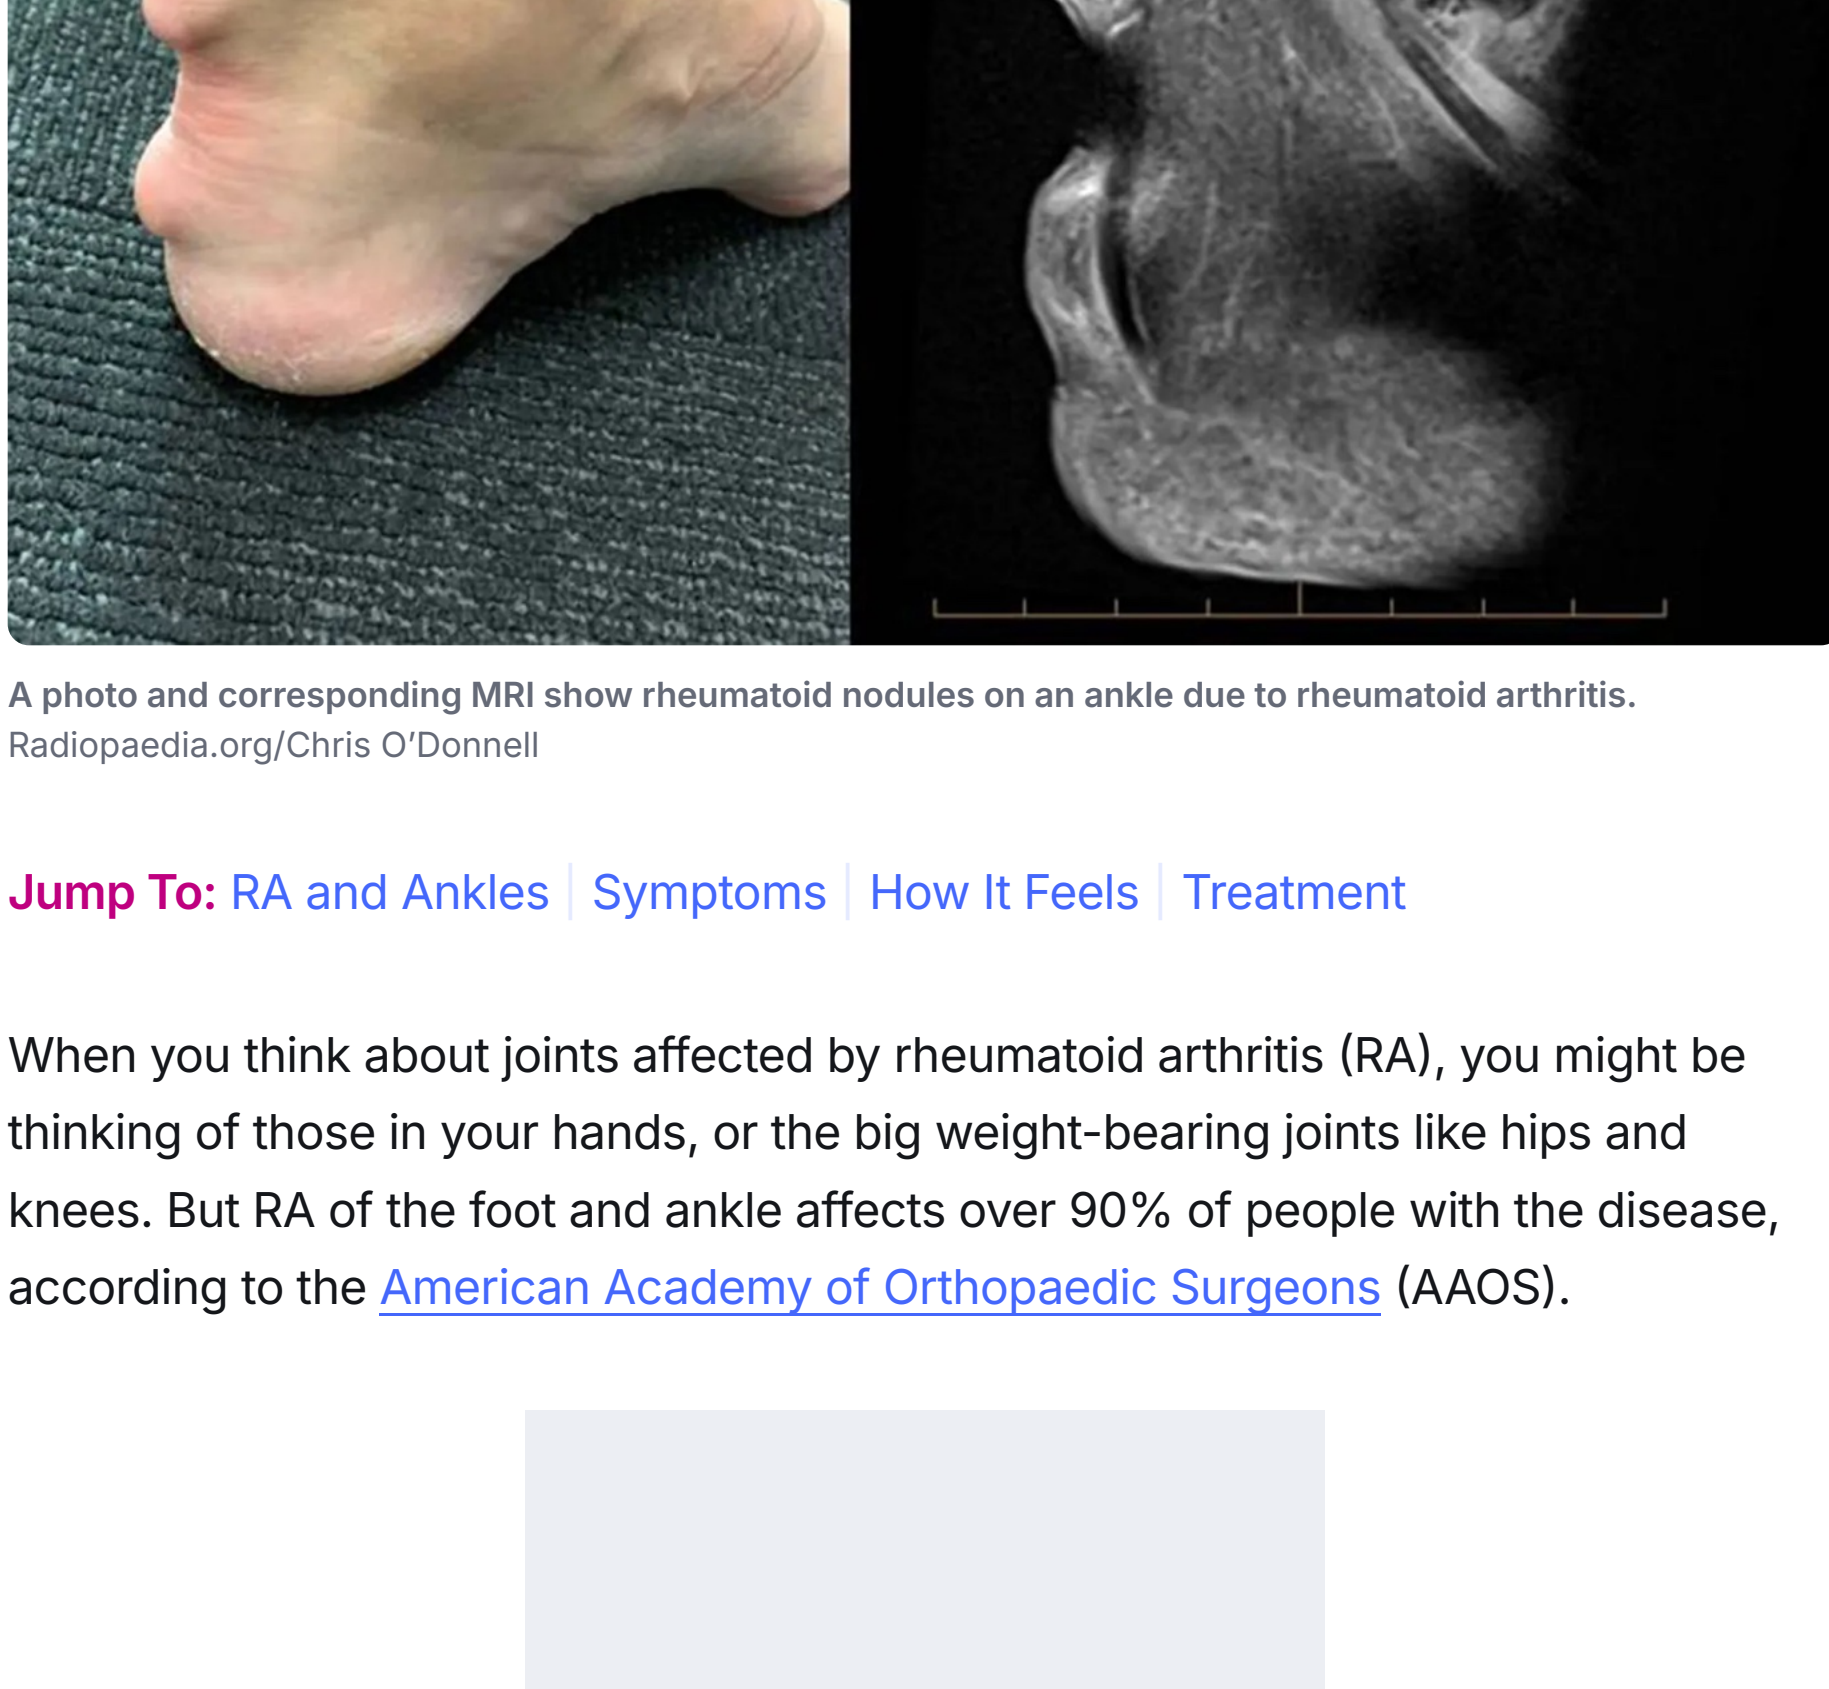 A photo and corresponding MRI show rheumatoid nodules on an ankle due to rheumatoid arthritis.
Radiopaedia.org/Chris O’Donnell
Jump To: RA and Ankles | Symptoms | How It Feels | Treatment
When you think about joints affected by rheumatoid arthritis (RA), you might be
thinking of those in your hands, or the big weight-bearing joints like hips and
knees. But RA of the foot and ankle affects over 90% of people with the disease,
according to the American Academy of Orthopaedic Surgeons (AAOS).